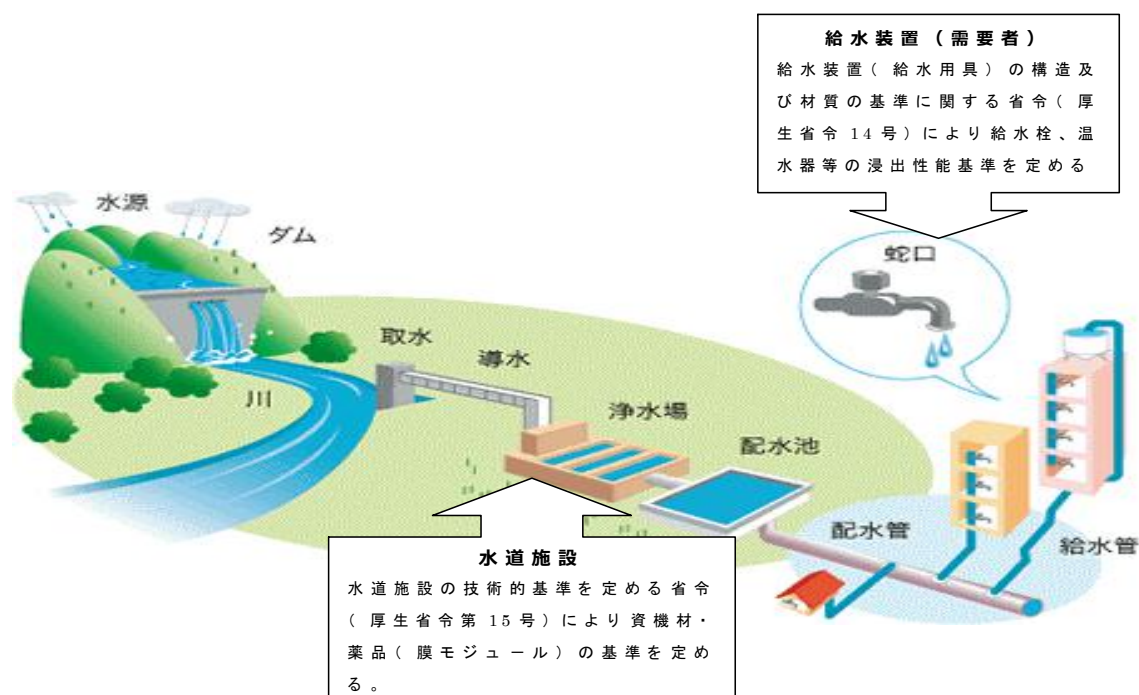 給水装置（需要者）
給水装置（給水用具）の構造及
び材質の基準に関する省令（厚
生省令14号）により給水栓、温
水器等の浸出性能基準を定める
水源
ダム
蛇口
取水
導水
川
浄水場
配水池
配水管
給水管
水道施設
水道施設の技術的基準を定める省令
（厚生省令第15号）により資機材・
薬品（膜モジュール）の基準を定め
る。